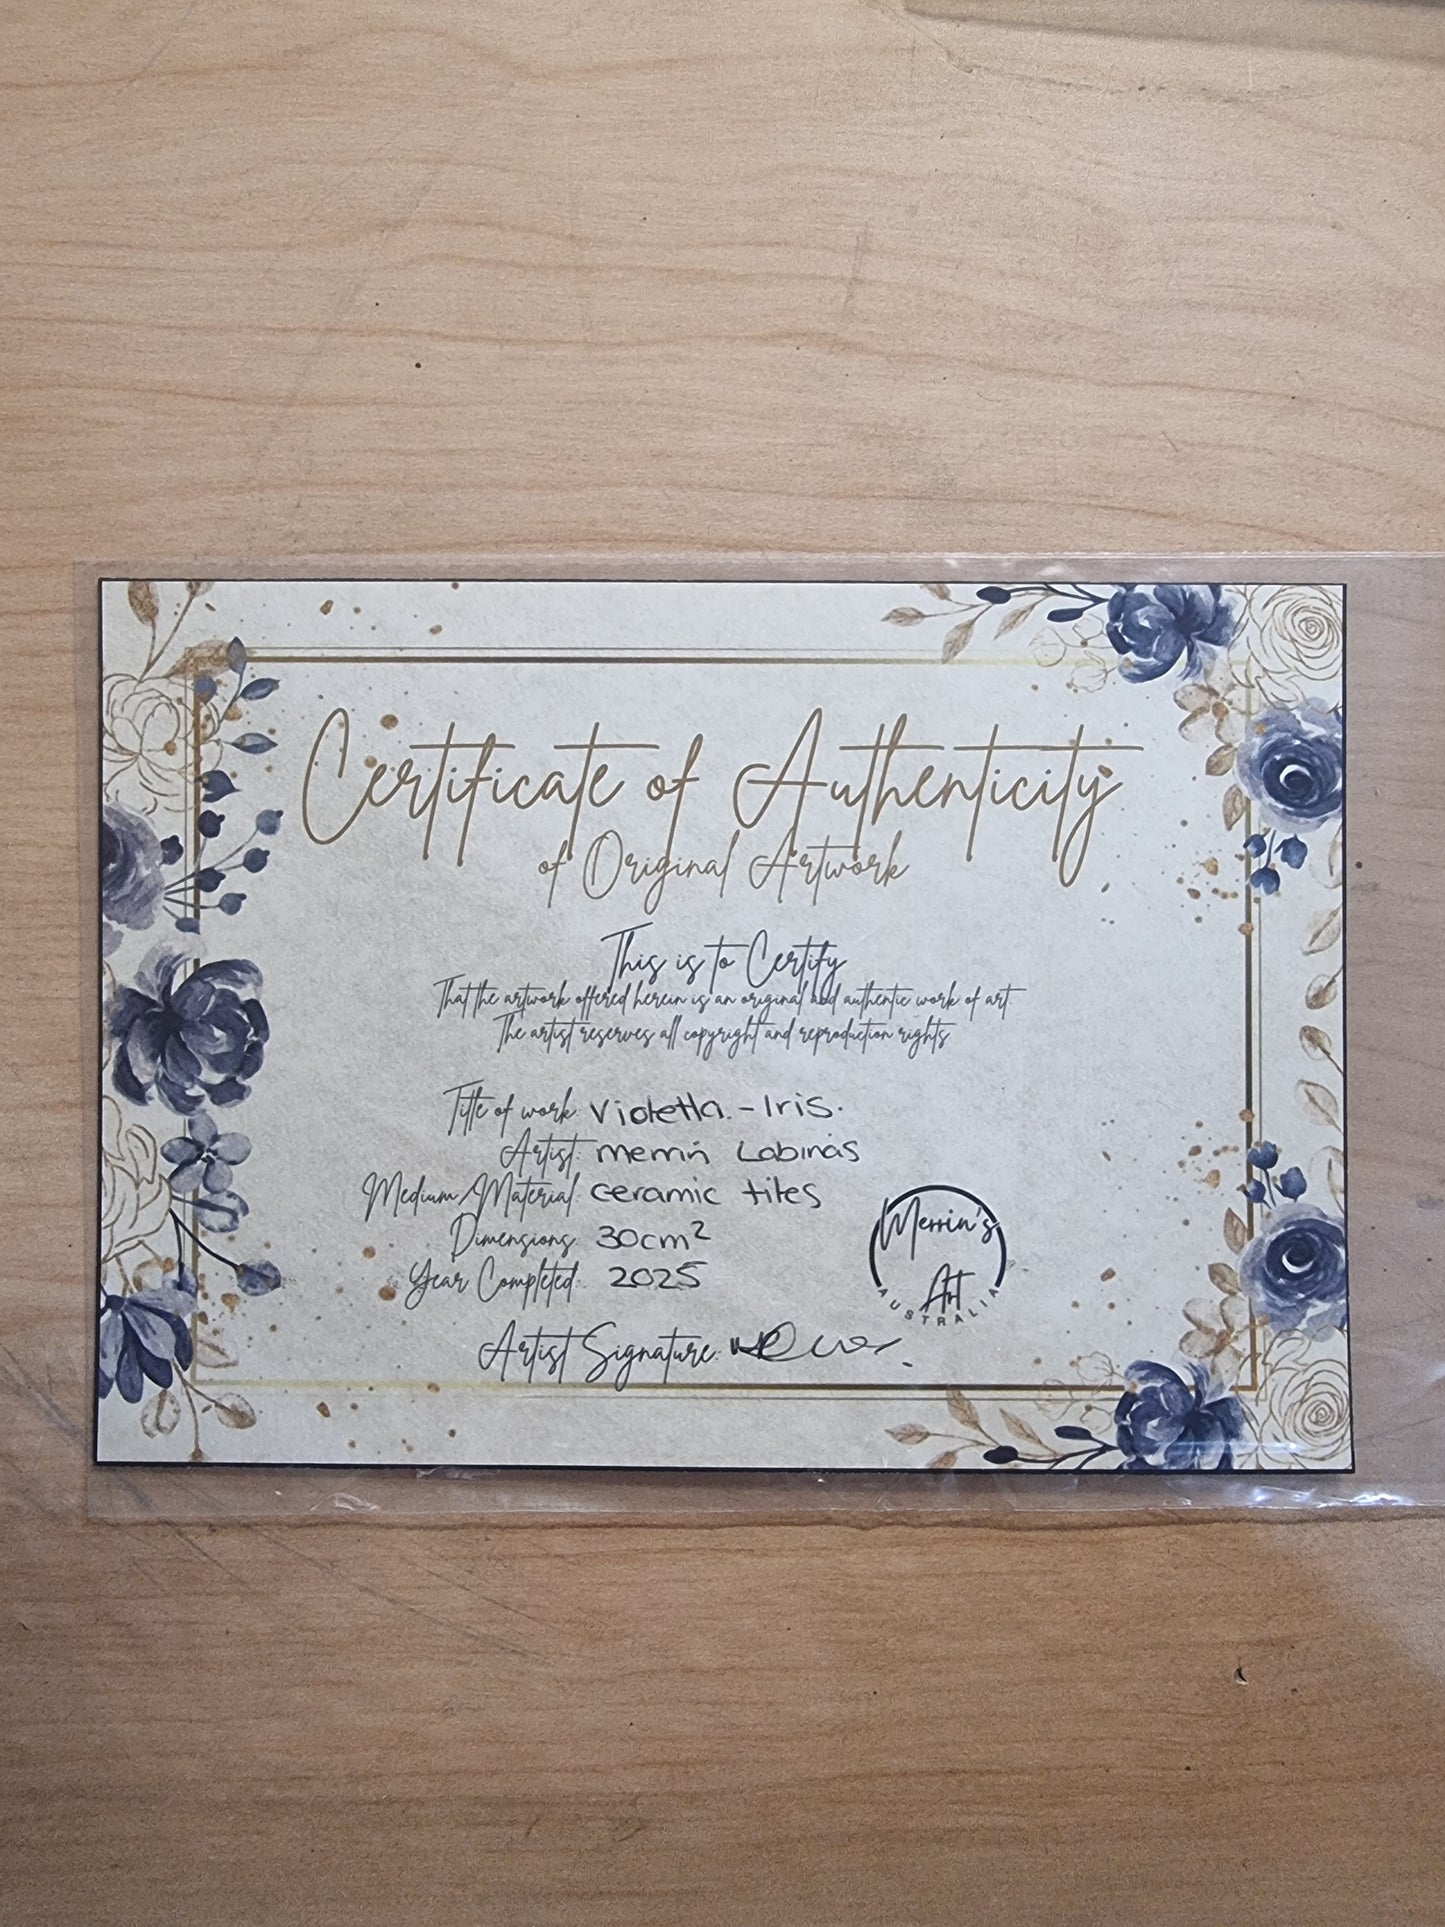 Certificate of Authenticity
of Original Artwork
This is to Certify
That the artwork offered herein is an original and authentic work of art.
The artist reserves all copyright and reproduction rights
Title of work: Violetta - Iris.
Artist: Merrin Labinas
Medium/Material: ceramic tiles
Dimensions: 30cm²
Year Completed: 2025
Merrin's
Art
AUSTRALIA
Artist Signature: